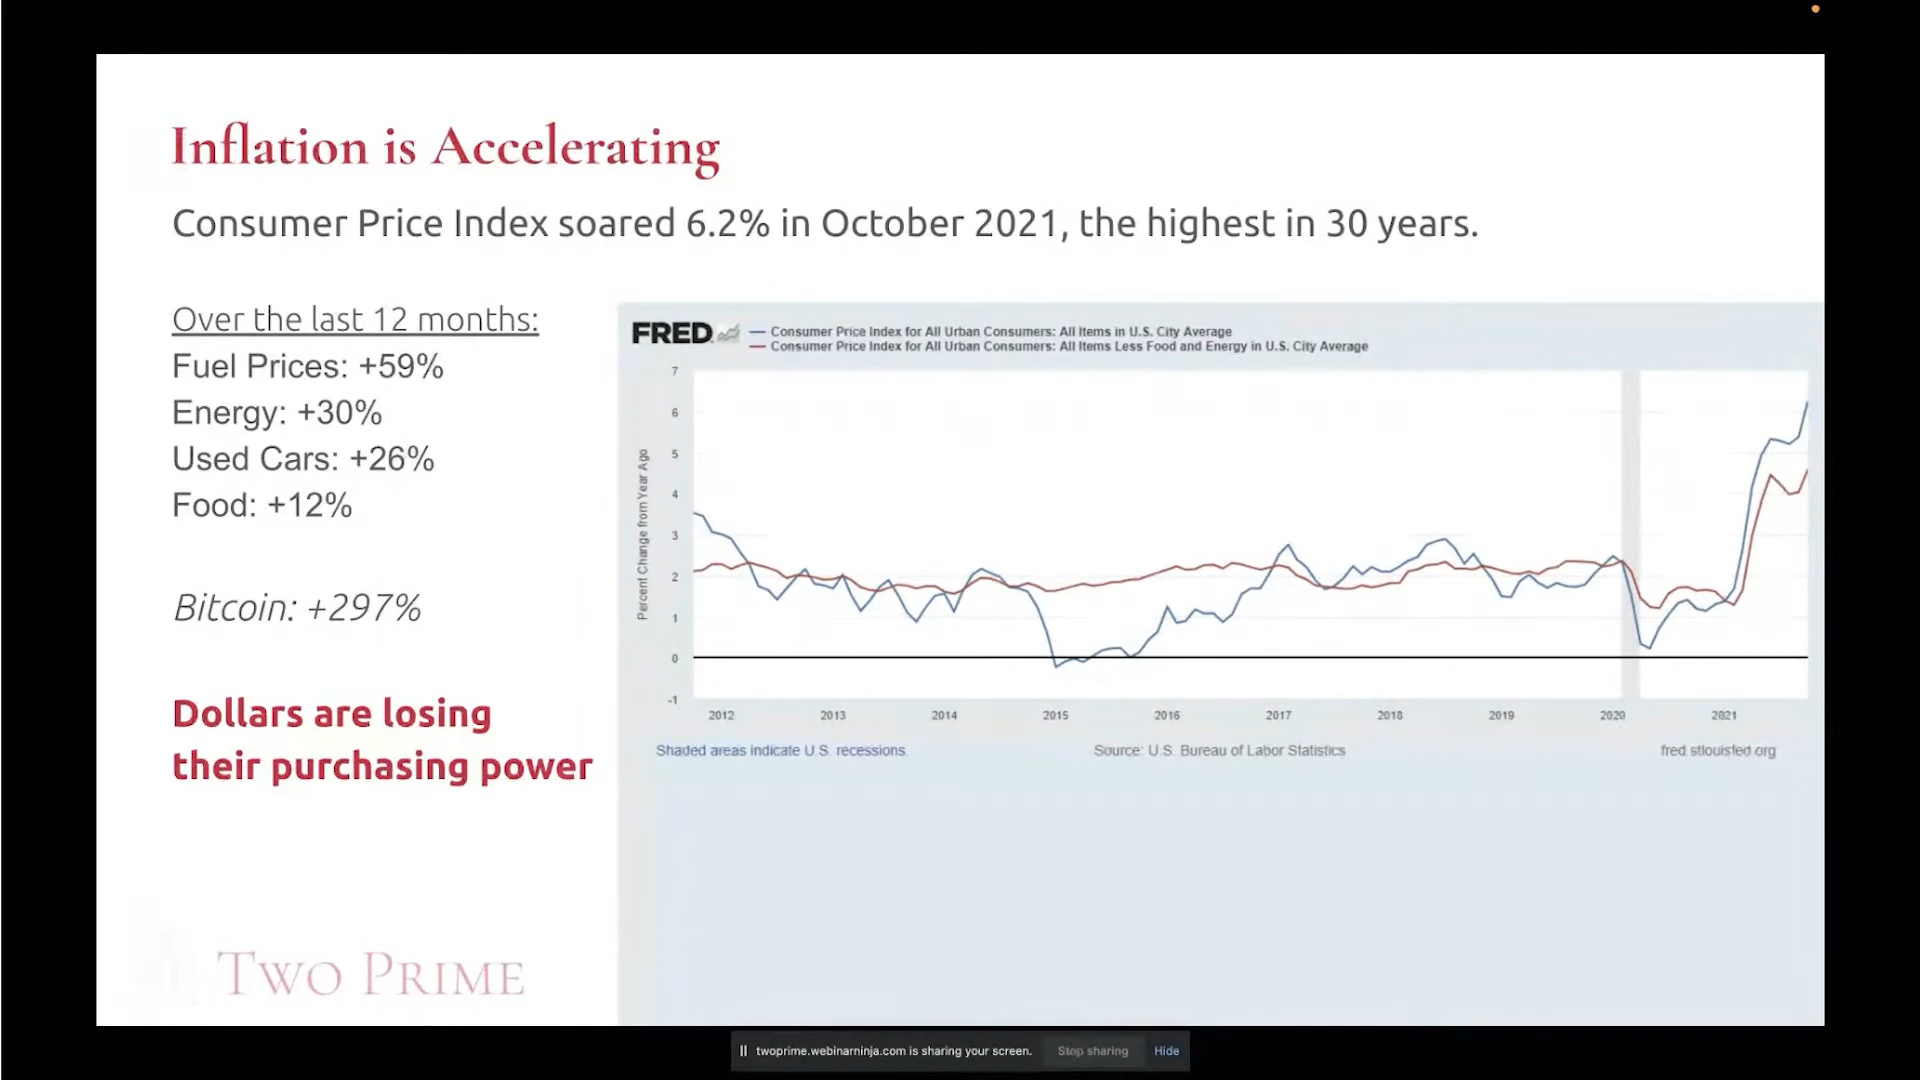 Inflation is Accelerating
Consumer Price Index soared 6.2% in October 2021, the highest in 30 years.
Over the last 12 months:
Fuel Prices: +59%
Energy: +30%
Used Cars: +26%
Food: +12%
Bitcoin: +297%
Dollars are losing
their purchasing power
TWO PRIME
FRED
Consumer Price Index for All Urban Consumers: All Items in U.S. City Average
Consumer Price Index for All Urban Consumers: All Items Less Food and Energy in U.S. City Average
Percent Change from Year Ago
7
6
5
4
3
2
1
0
-1
2012 2013 2014 2015 2016 2017 2018 2019 2020 2021
Shaded areas indicate U.S. recessions.
Source: U.S. Bureau of Labor Statistics
fred.stlouisfed.org
twoprime.webinarninja.com is sharing your screen. Stop sharing Hide